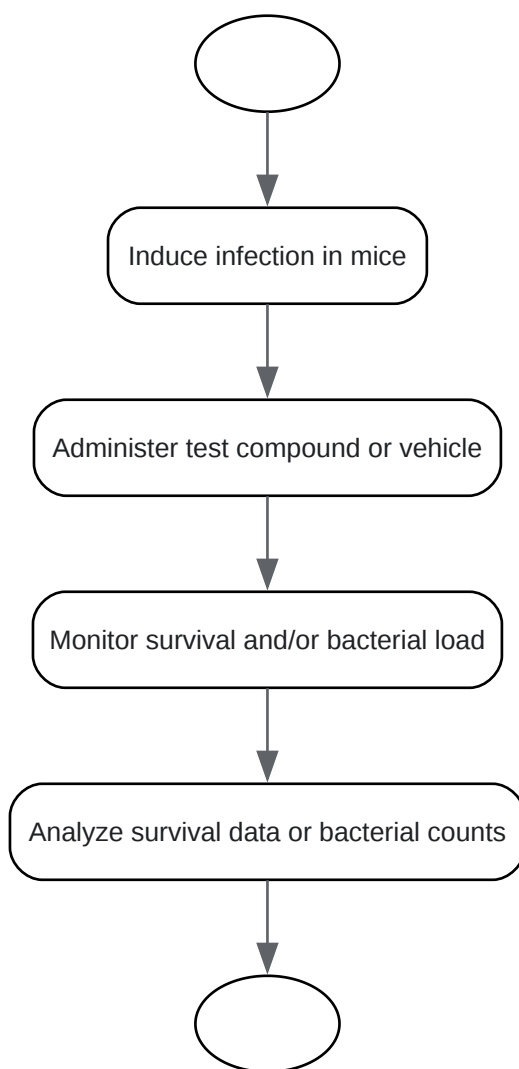 Induce infection in mice
Administer test compound or vehicle
Monitor survival and/or bacterial load
Analyze survival data or bacterial counts